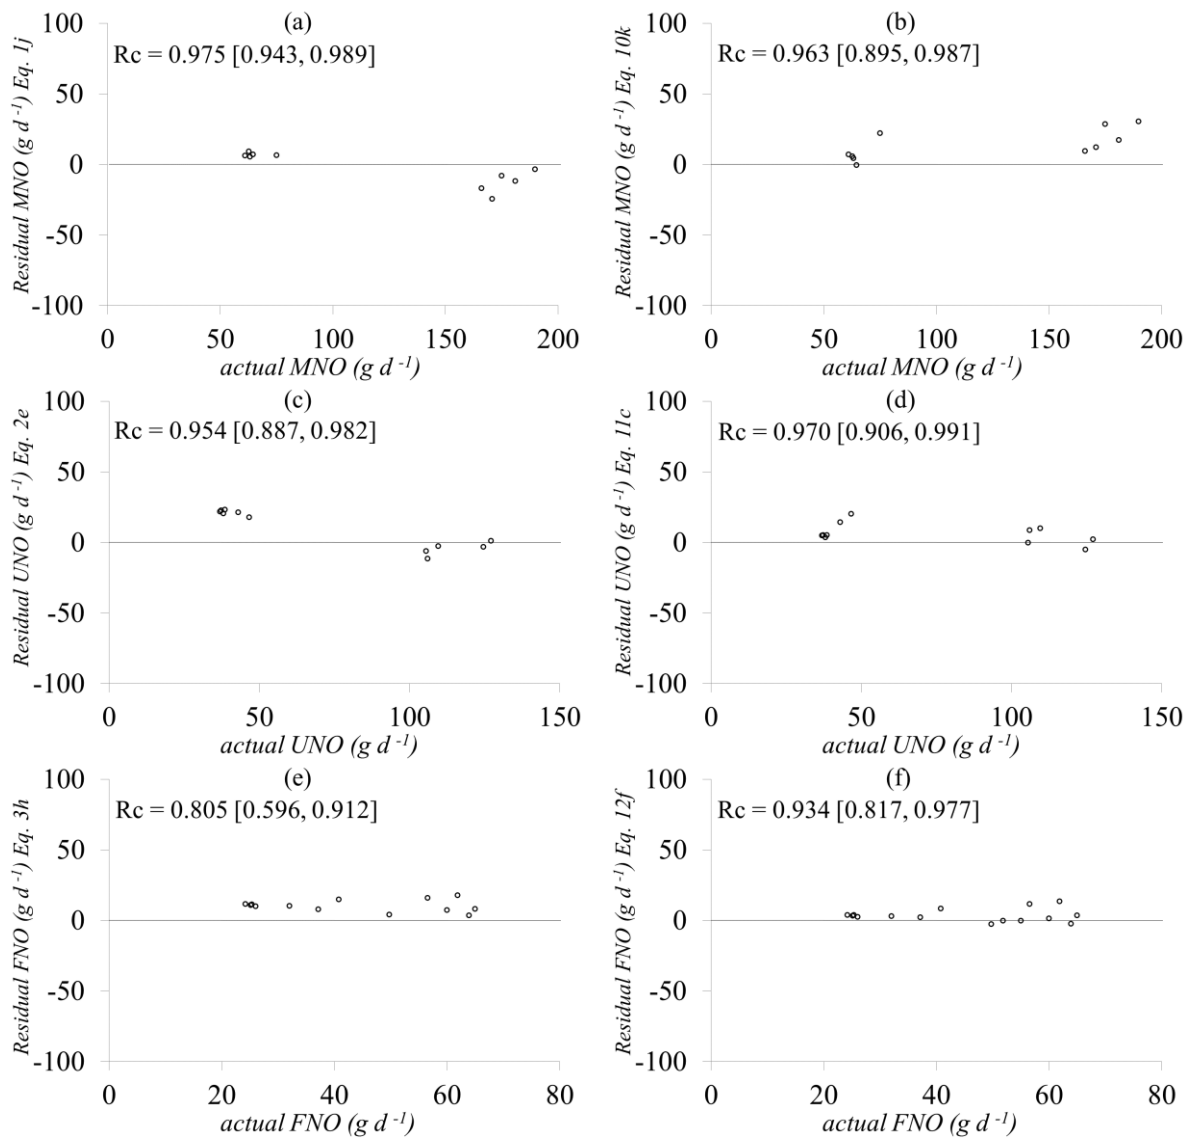 (a)
Rc = 0.975 [0.943, 0.989]
Residual MNO (g d -1) Eq. 1j
100
50
0
-50
-100
0 50 100 150 200
actual MNO (g d -1)
(b)
Rc = 0.963 [0.895, 0.987]
Residual MNO (g d -1) Eq. 10k
100
50
0
-50
-100
0 50 100 150 200
actual MNO (g d -1)
(c)
Rc = 0.954 [0.887, 0.982]
Residual UNO (g d -1) Eq. 2e
100
50
0
-50
-100
0 50 100 150
actual UNO (g d -1)
(d)
Rc = 0.970 [0.906, 0.991]
Residual UNO (g d -1) Eq. 11c
100
50
0
-50
-100
0 50 100 150
actual UNO (g d -1)
(e)
Rc = 0.805 [0.596, 0.912]
Residual FNO (g d -1) Eq. 3h
100
50
0
-50
-100
0 20 40 60 80
actual FNO (g d -1)
(f)
Rc = 0.934 [0.817, 0.977]
Residual FNO (g d -1) Eq. 12f
100
50
0
-50
-100
0 20 40 60 80
actual FNO (g d -1)